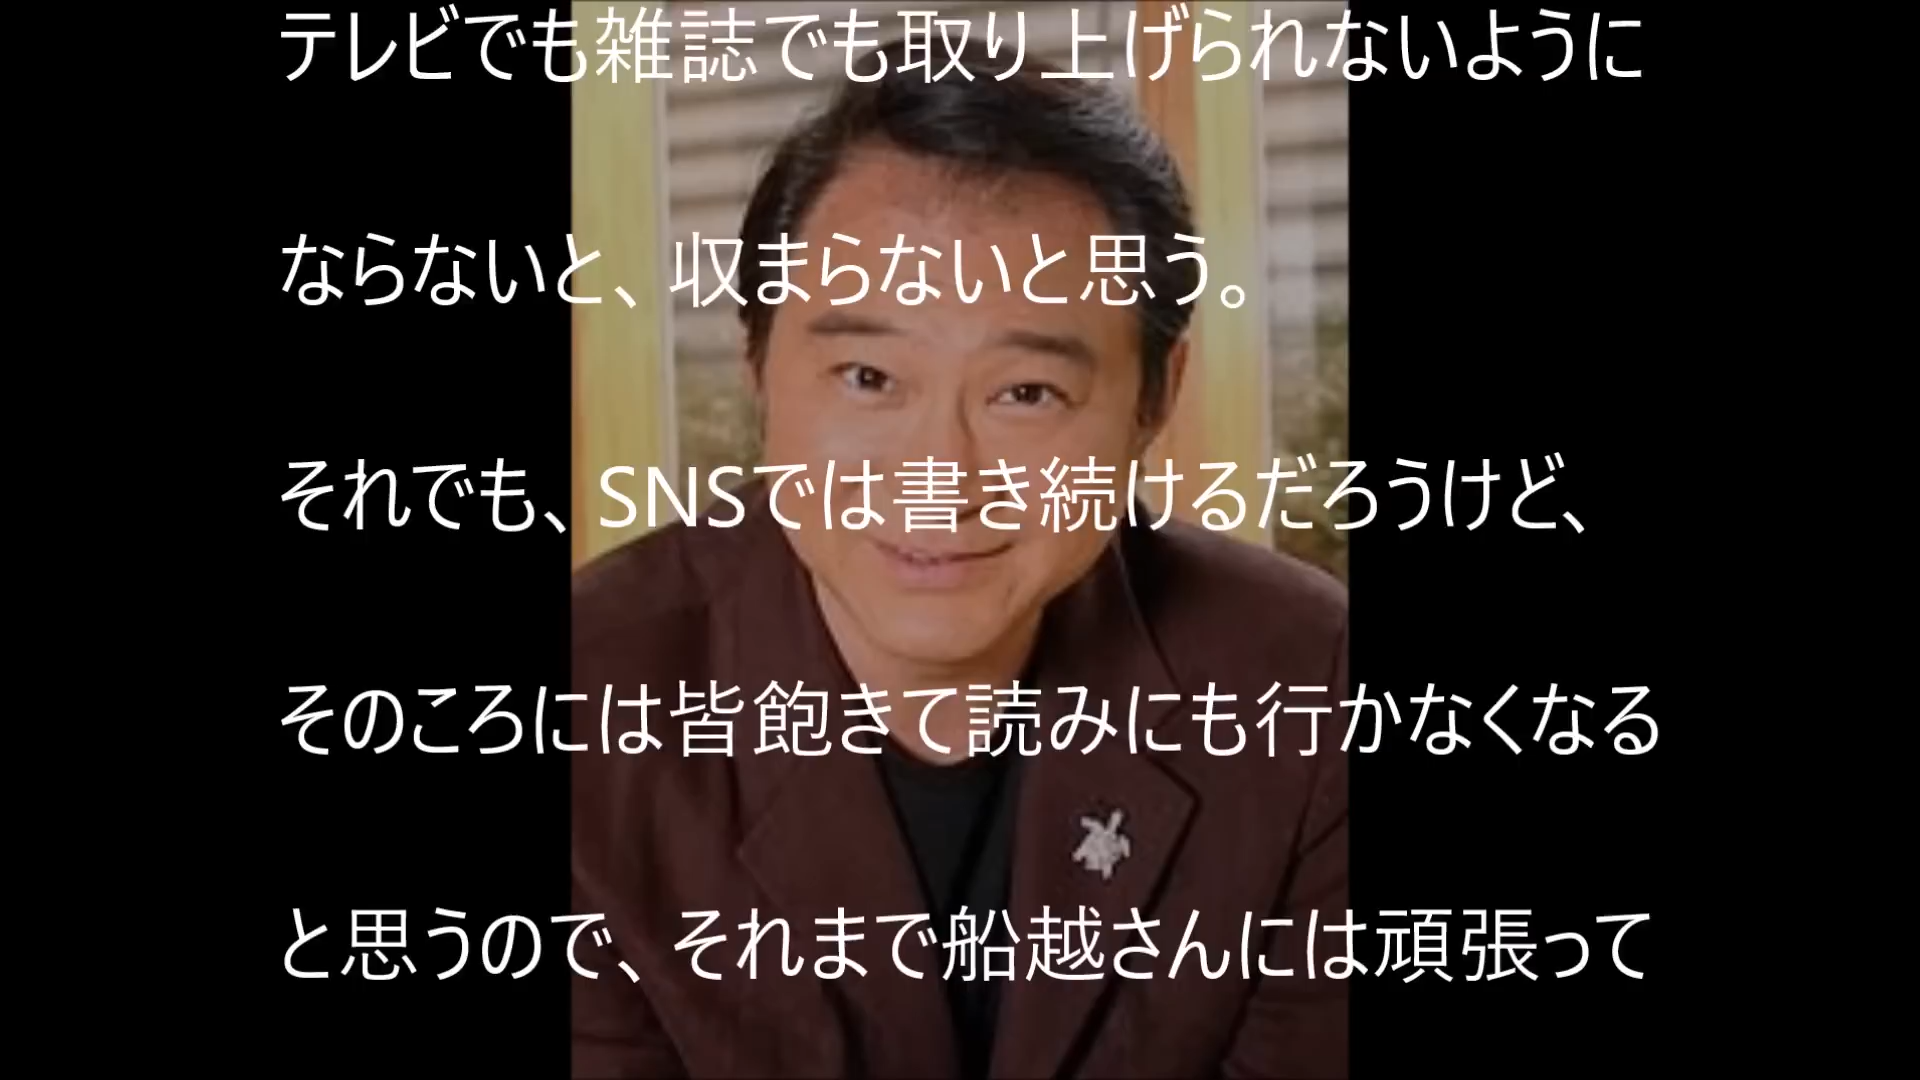 テレビでも雑誌でも取り上げられないように
ならないと、収まらないと思う。
それでも、SNSでは書き続けるだろうけど、
そのころには皆飽きて読みにも行かなくなる
と思うので、それまで船越さんには頑張って